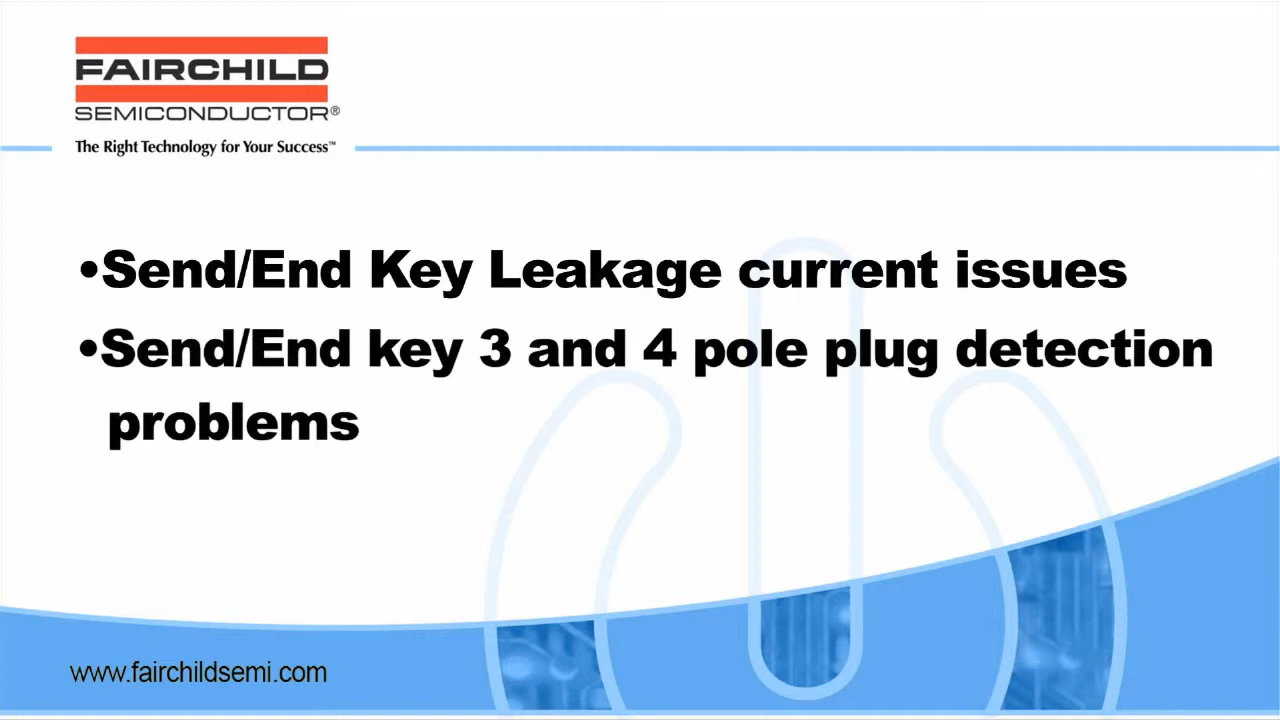 FAIRCHILD
SEMICONDUCTOR®
The Right Technology for Your Success™
•Send/End Key Leakage current issues
•Send/End key 3 and 4 pole plug detection
problems
www.fairchildsemi.com